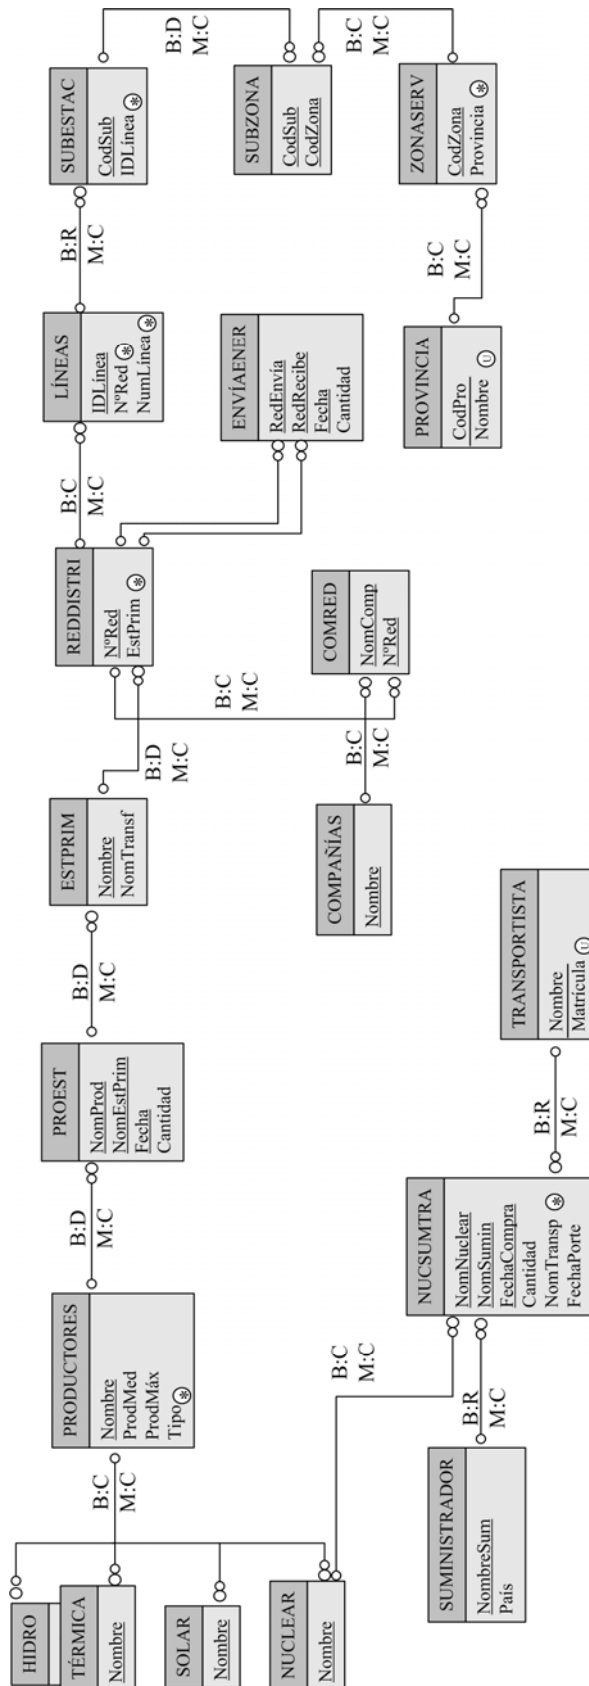 HIDRO
TÉRMICA
Nombre
SOLAR
Nombre
NUCLEAR
Nombre
B:C
M:C
PRODUCTORES
Nombre
ProdMed
ProdMáx
Tipo *
B:D
M:C
PROEST
NomProd
NomEstPrim
Fecha
Cantidad
B:D
M:C
ESTPRIM
Nombre
NomTransf
B:D
M:C
REDDISTRI
NºRed
EstPrim *
B:C
M:C
LÍNEAS
IDLínea
NºRed *
NumLínea *
B:R
M:C
SUBESTAC
CodSub
IDLínea *
B:D
M:C
SUBZONA
CodSub
CodZona
B:C
M:C
ZONASERV
CodZona
Provincia *
B:C
M:C
PROVINCIA
CodPro
Nombre U
ENVÍAENER
RedEnvía
RedRecibe
Fecha
Cantidad
B:C
M:C
COMRED
NomComp
NºRed
B:C
M:C
COMPAÑÍAS
Nombre
B:C
M:C
SUMINISTRADOR
NombreSum
País
B:R
M:C
NUCSUMTRA
NomNuclear
NomSumin
FechaCompra
Cantidad
NomTransp *
FechaPorte
B:R
M:C
TRANSPORTISTA
Nombre
Matrícula U